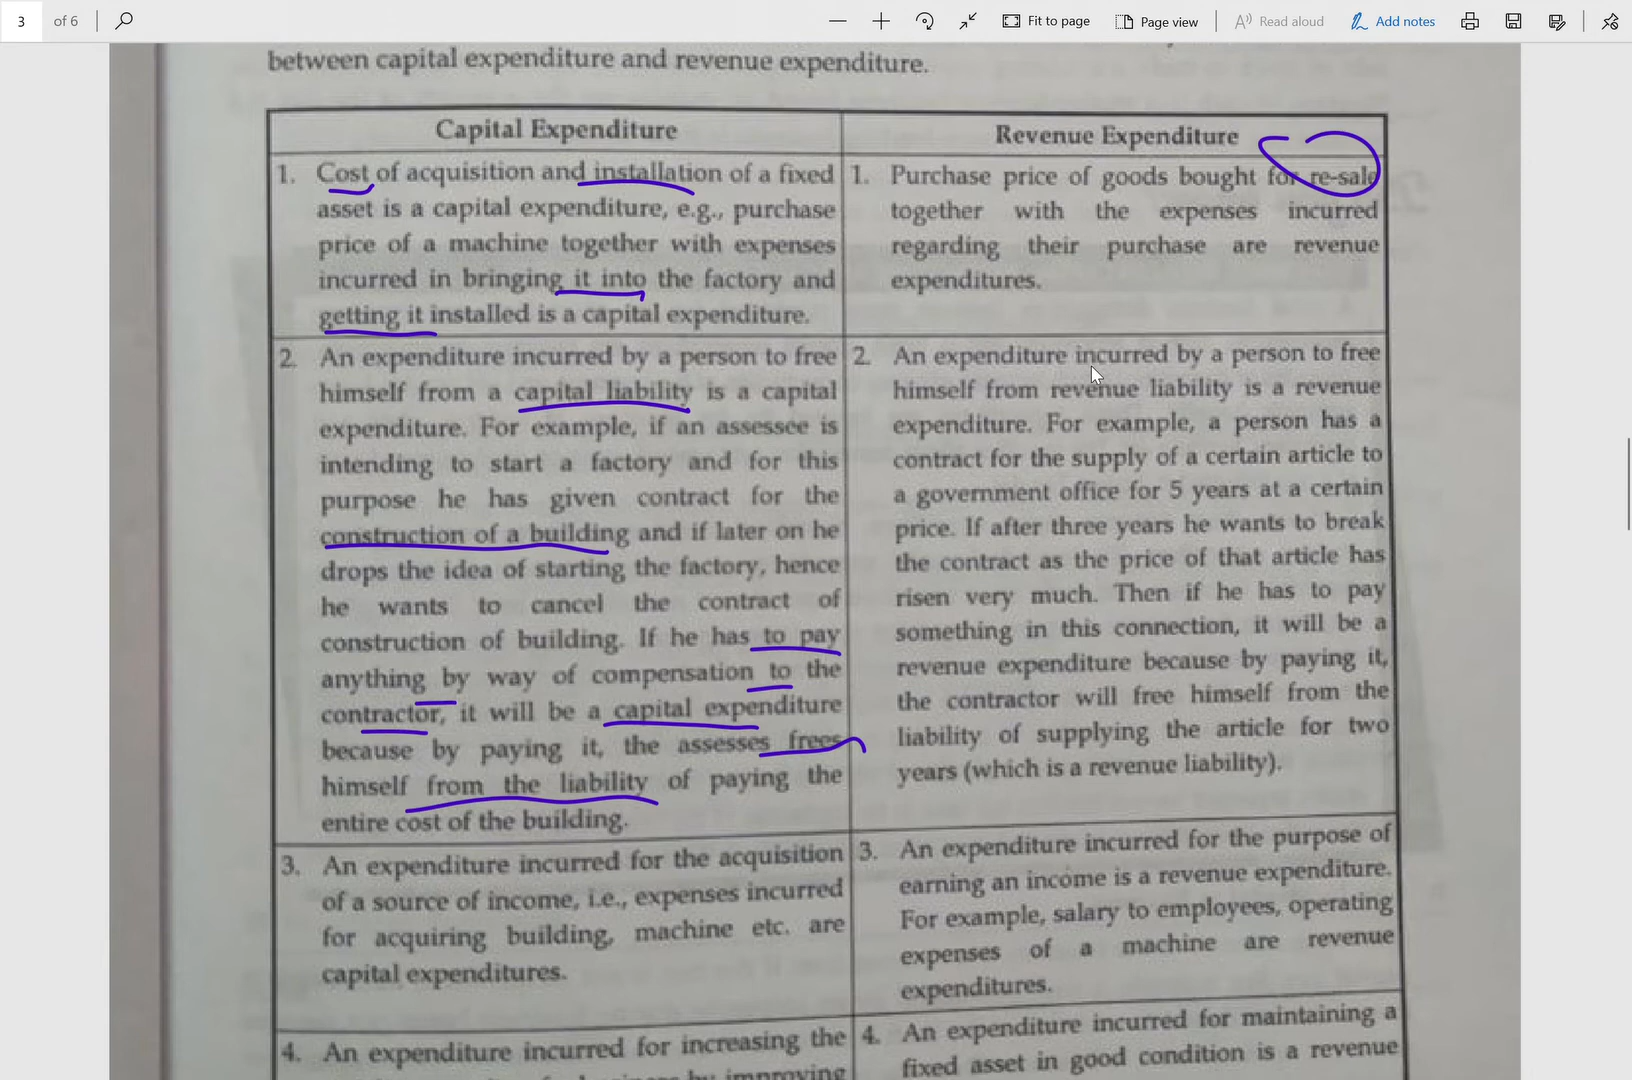 3 of 6
Fit to page
Page view
Read aloud
Add notes
between capital expenditure and revenue expenditure.
Capital Expenditure
1. Cost of acquisition and installation of a fixed
asset is a capital expenditure, e.g., purchase
price of a machine together with expenses
incurred in bringing it into the factory and
getting it installed is a capital expenditure.
2. An expenditure incurred by a person to free
himself from a capital liability is a capital
expenditure. For example, if an assessee is
intending to start a factory and for this
purpose he has given contract for the
construction of a building and if later on he
drops the idea of starting the factory, hence
he wants to cancel the contract of
construction of building. If he has to pay
anything by way of compensation to the
contractor, it will be a capital expenditure
because by paying it, the assesses frees
himself from the liability of paying the
entire cost of the building.
3. An expenditure incurred for the acquisition
of a source of income, i.e., expenses incurred
for acquiring building, machine etc. are
capital expenditures.
4. An expenditure incurred for increasing the
by improving
Revenue Expenditure
1. Purchase price of goods bought for re-sale
together with the expenses incurred
regarding their purchase are revenue
expenditures.
2. An expenditure incurred by a person to free
himself from revenue liability is a revenue
expenditure. For example, a person has a
contract for the supply of a certain article to
a government office for 5 years at a certain
price. If after three years he wants to break
the contract as the price of that article has
risen very much. Then if he has to pay
something in this connection, it will be a
revenue expenditure because by paying it,
the contractor will free himself from the
liability of supplying the article for two
years (which is a revenue liability).
3. An expenditure incurred for the purpose of
earning an income is a revenue expenditure.
For example, salary to employees, operating
expenses of a machine are revenue
expenditures.
4. An expenditure incurred for maintaining a
fixed asset in good condition is a revenue